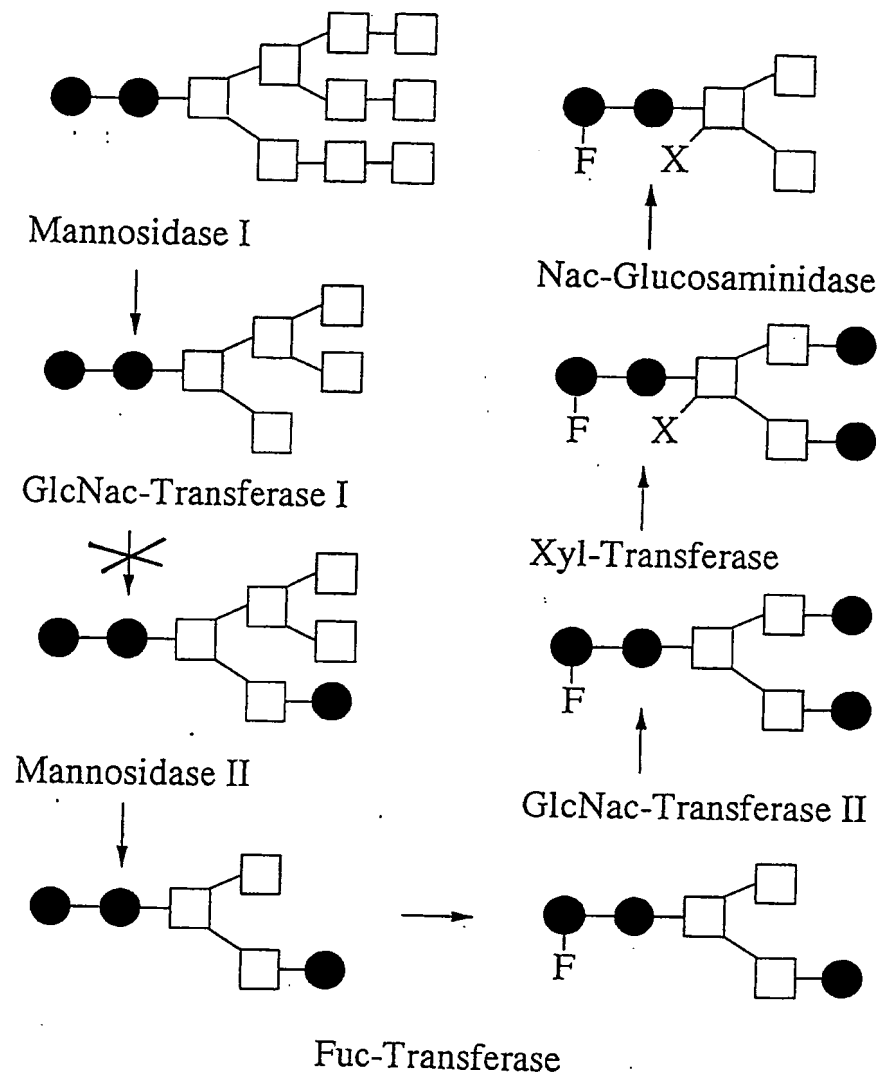 Mannosidase I
GlcNac-Transferase I
Mannosidase II
Fuc-Transferase
F
GlcNac-Transferase II
F
Xyl-Transferase
F X
Nac-Glucosaminidase
F X